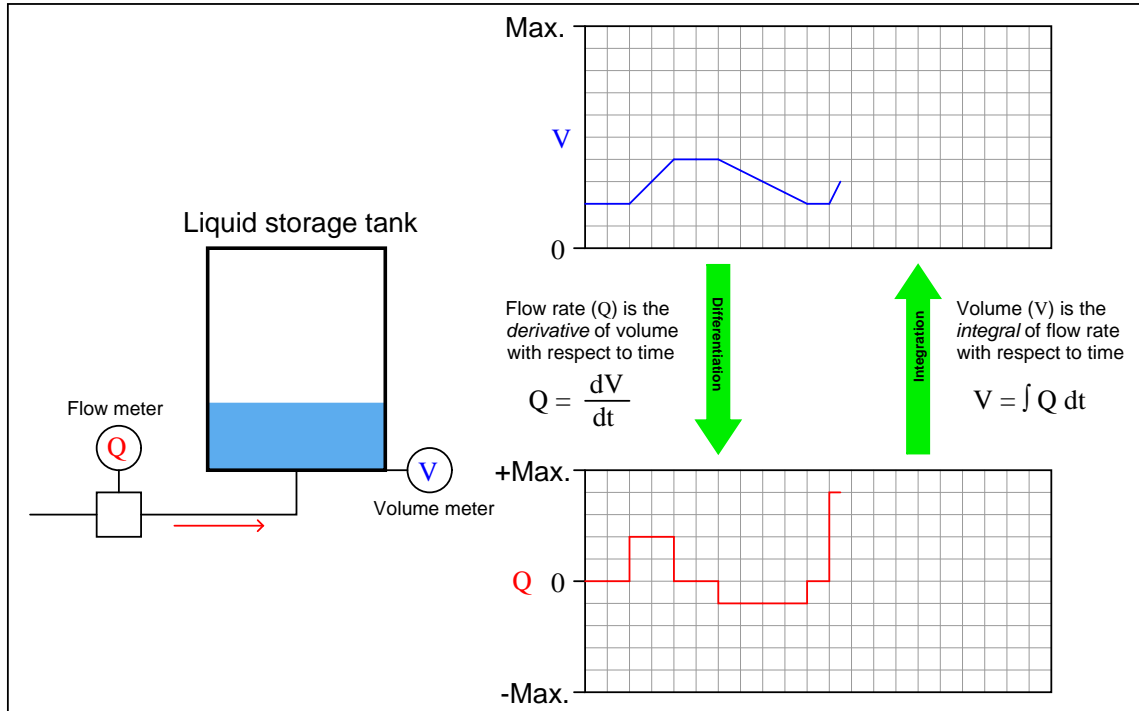 Max.
V
0
Liquid storage tank
Flow meter
Q
V
Volume meter
Flow rate (Q) is the
derivative of volume
with respect to time
Q = dV
dt
Differentiation
Integration
Volume (V) is the
integral of flow rate
with respect to time
V = ∫ Q dt
+Max.
Q 0
-Max.